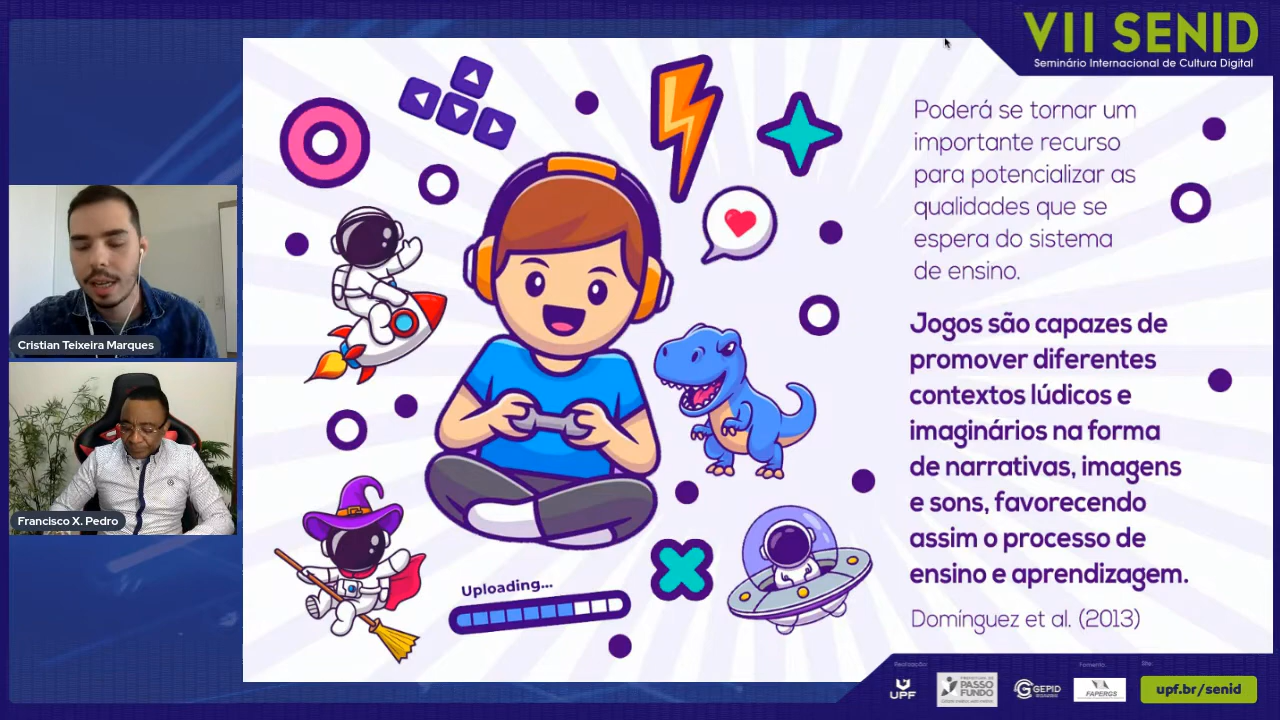 VII SENID
Seminário Internacional de Cultura Digital
Poderá se tornar um
importante recurso
para potencializar as
qualidades que se
espera do sistema
de ensino.
Jogos são capazes de
promover diferentes
contextos lúdicos e
imaginários na forma
de narrativas, imagens
e sons, favorecendo
assim o processo de
ensino e aprendizagem.
Domínguez et al. (2013)
Uploading...
Cristian Teixeira Marques
Francisco X. Pedro
Realização:
UPF
PASSO
FUNDO
GEPID
Fomento:
FAPERGS
Site:
upf.br/senid